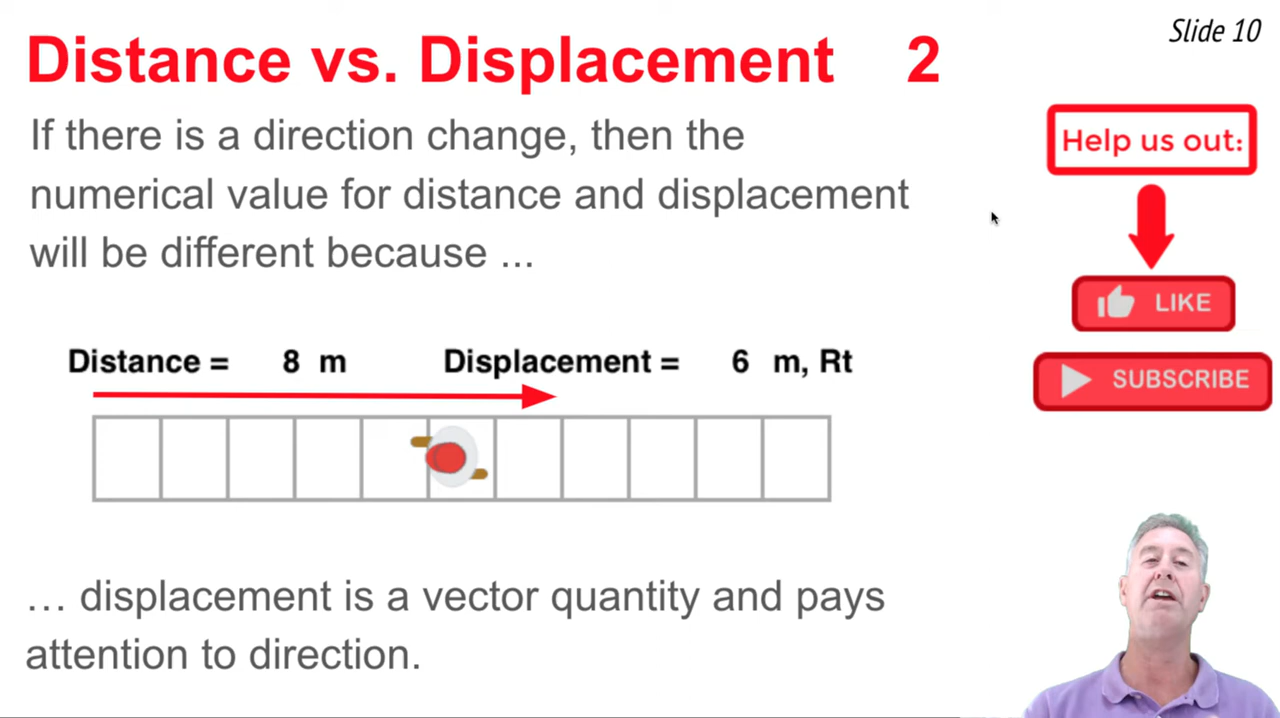 Slide 10
Distance vs. Displacement 2
If there is a direction change, then the
numerical value for distance and displacement
will be different because ...
Help us out:
LIKE
SUBSCRIBE
Distance = 8 m Displacement = 6 m, Rt
… displacement is a vector quantity and pays
attention to direction.